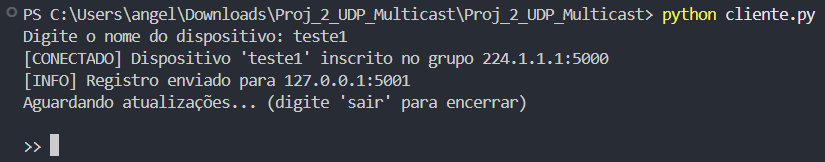 PS C:\Users\angel\Downloads\Proj_2_UDP_Multicast\Proj_2_UDP_Multicast> python cliente.py
Digite o nome do dispositivo: teste1
[CONECTADO] Dispositivo 'teste1' inscrito no grupo 224.1.1.1:5000
[INFO] Registro enviado para 127.0.0.1:5001
Aguardando atualizações... (digite 'sair' para encerrar)
>>